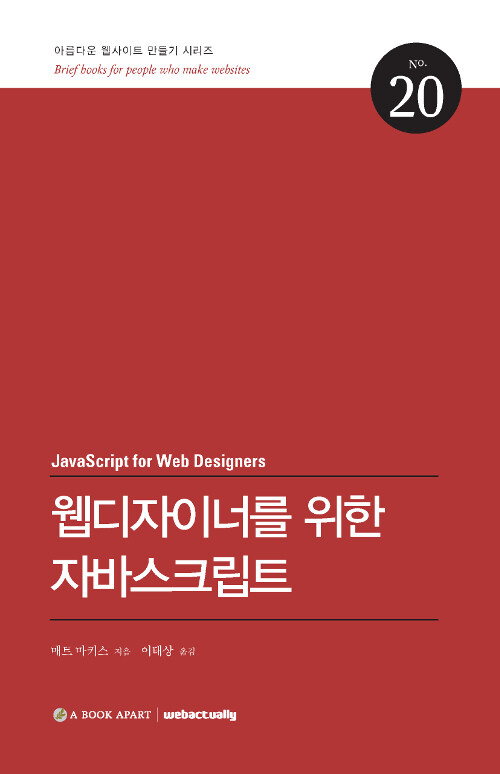 아름다운 웹사이트 만들기 시리즈
Brief books for people who make websites
No.
20
JavaScript for Web Designers
웹디자이너를 위한
자바스크립트
매트 마키스 지음 이태상 옮김
A BOOK APART | webactually